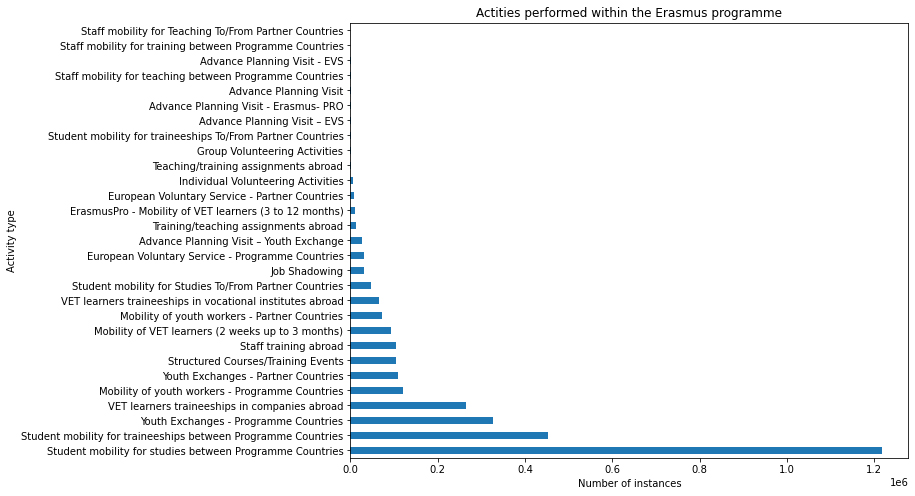 Actities performed within the Erasmus programme
Staff mobility for Teaching To/From Partner Countries
Staff mobility for training between Programme Countries
Advance Planning Visit - EVS
Staff mobility for teaching between Programme Countries
Advance Planning Visit
Advance Planning Visit - Erasmus- PRO
Advance Planning Visit – EVS
Student mobility for traineeships To/From Partner Countries
Group Volunteering Activities
Teaching/training assignments abroad
Individual Volunteering Activities
European Voluntary Service - Partner Countries
ErasmusPro - Mobility of VET learners (3 to 12 months)
Training/teaching assignments abroad
Advance Planning Visit – Youth Exchange
European Voluntary Service - Programme Countries
Job Shadowing
Student mobility for Studies To/From Partner Countries
VET learners traineeships in vocational institutes abroad
Mobility of youth workers - Partner Countries
Mobility of VET learners (2 weeks up to 3 months)
Staff training abroad
Structured Courses/Training Events
Youth Exchanges - Partner Countries
Mobility of youth workers - Programme Countries
VET learners traineeships in companies abroad
Youth Exchanges - Programme Countries
Student mobility for traineeships between Programme Countries
Student mobility for studies between Programme Countries
Activity type
0.0 0.2 0.4 0.6 0.8 1.0 1.2
1e6
Number of instances